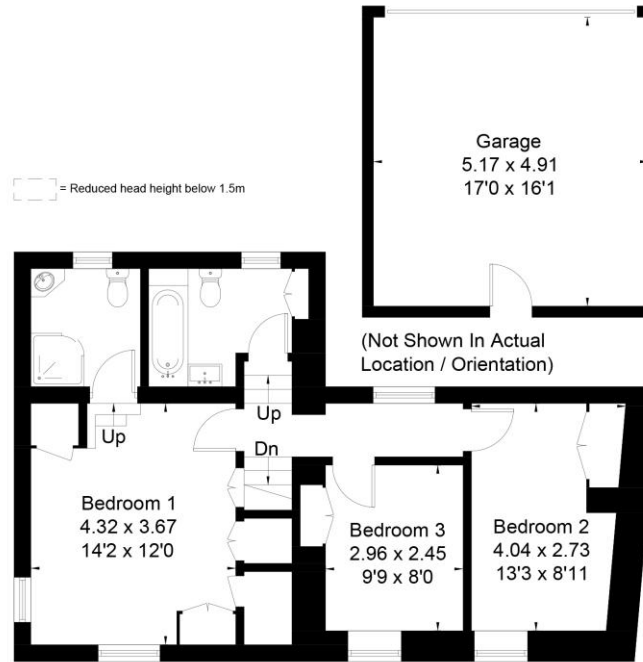 Garage
5.17 x 4.91
17'0 x 16'1
= Reduced head height below 1.5m
(Not Shown In Actual
Location / Orientation)
Up
Up
Dn
Bedroom 1
4.32 x 3.67
14'2 x 12'0
Bedroom 3
2.96 x 2.45
9'9 x 8'0
Bedroom 2
4.04 x 2.73
13'3 x 8'11